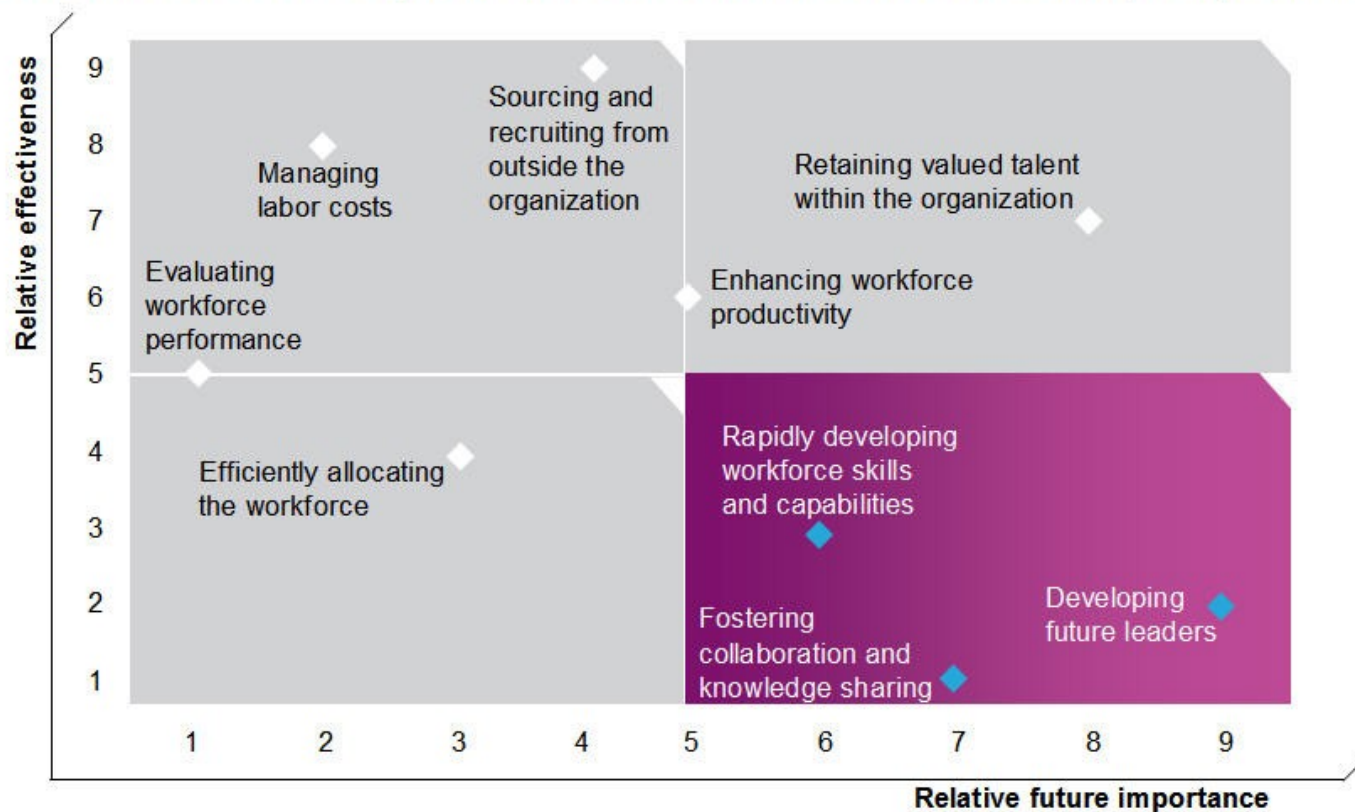 Relative effectiveness
9
8
7
6
5
4
3
2
1
Sourcing and
recruiting from
outside the
organization
Managing
labor costs
Retaining valued talent
within the organization
Evaluating
workforce
performance
Enhancing workforce
productivity
Efficiently allocating
the workforce
Rapidly developing
workforce skills
and capabilities
Developing
future leaders
Fostering
collaboration and
knowledge sharing
1 2 3 4 5 6 7 8 9
Relative future importance